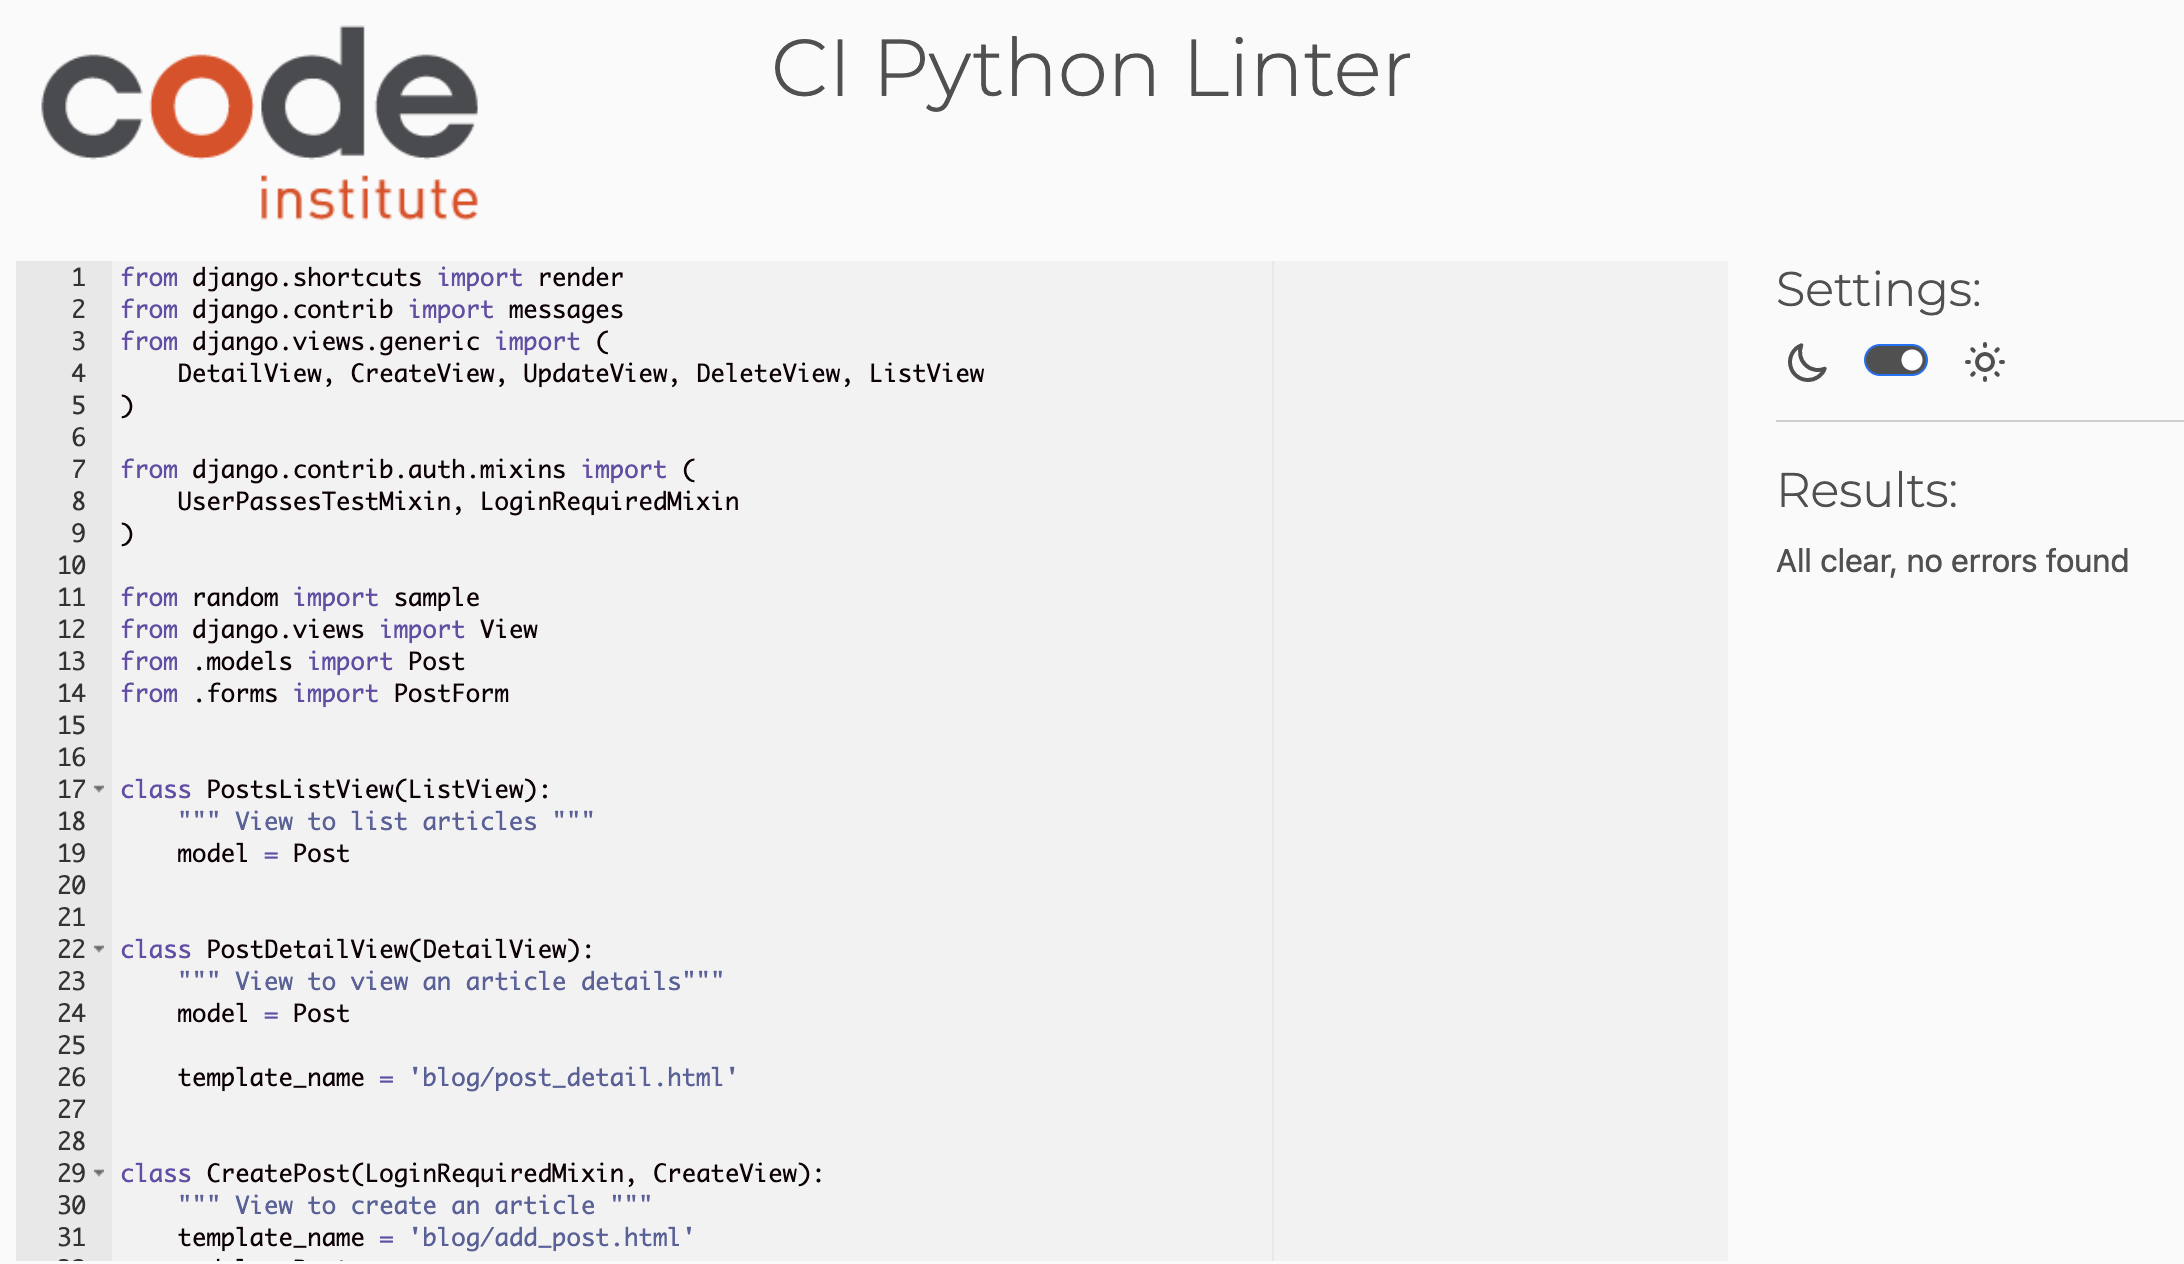 code
institute
CI Python Linter
1 from django.shortcuts import render
2 from django.contrib import messages
3 from django.views.generic import (
4     DetailView, CreateView, UpdateView, DeleteView, ListView
5 )
6
7 from django.contrib.auth.mixins import (
8     UserPassesTestMixin, LoginRequiredMixin
9 )
10
11 from random import sample
12 from django.views import View
13 from .models import Post
14 from .forms import PostForm
15
16
17 class PostsListView(ListView):
18     """ View to list articles """
19     model = Post
20
21
22 class PostDetailView(DetailView):
23     """ View to view an article details"""
24     model = Post
25
26     template_name = 'blog/post_detail.html'
27
28
29 class CreatePost(LoginRequiredMixin, CreateView):
30     """ View to create an article """
31     template_name = 'blog/add_post.html'
Settings:
Results:
All clear, no errors found